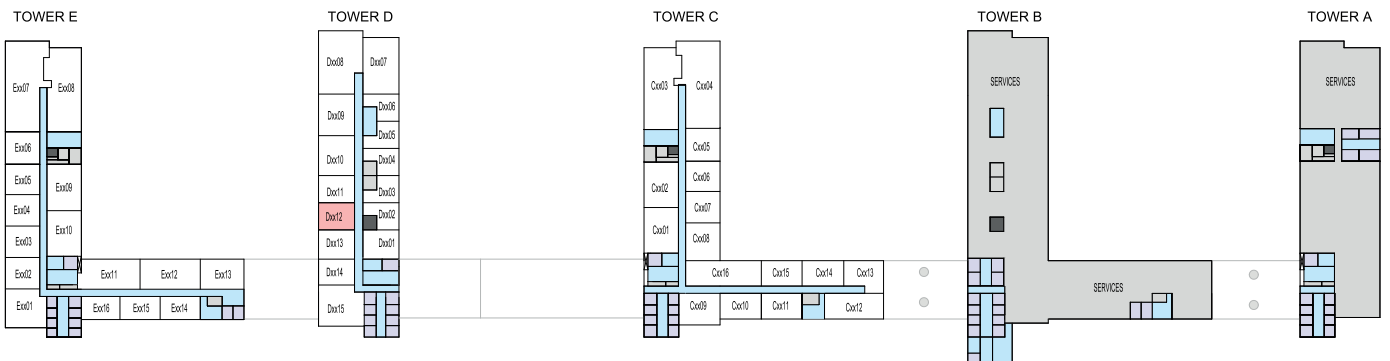 TOWER E
TOWER D
TOWER C
TOWER B
TOWER A
Exx07
Exx08
Exx06
Exx05
Exx09
Exx04
Exx03
Exx10
Exx02
Exx01
Exx11
Exx12
Exx13
Exx16
Exx15
Exx14
Dxx08
Dxx07
Dxx09
Dxx06
Dxx05
Dxx10
Dxx04
Dxx11
Dxx03
Dxx12
Dxx02
Dxx13
Dxx01
Dxx14
Dxx15
Cxx03
Cxx04
Cxx05
Cxx02
Cxx06
Cxx07
Cxx01
Cxx08
Cxx16
Cxx15
Cxx14
Cxx13
Cxx09
Cxx10
Cxx11
Cxx12
SERVICES
SERVICES
SERVICES